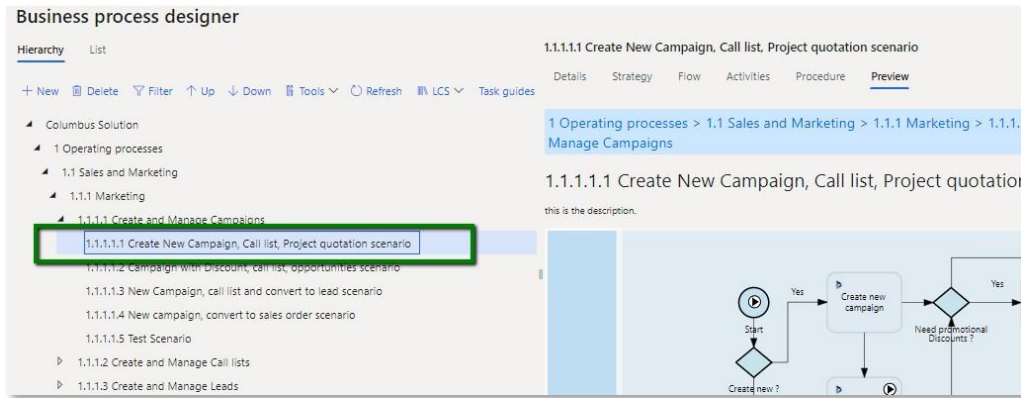 Business process designer
Hierarchy List
New Delete Filter Up Down Tools Refresh LCS Task guides
Columbus Solution
1 Operating processes
1.1 Sales and Marketing
1.1.1 Marketing
1.1.1.1 Create and Manage Campaigns
1.1.1.1.1 Create New Campaign, Call list, Project quotation scenario
1.1.1.1.2 Campaign with Discount, call list, opportunities scenario
1.1.1.1.3 New Campaign, call list and convert to lead scenario
1.1.1.1.4 New campaign, convert to sales order scenario
1.1.1.1.5 Test Scenario
1.1.1.2 Create and Manage Call lists
1.1.1.3 Create and Manage Leads
1.1.1.1.1 Create New Campaign, Call list, Project quotation scenario
Details Strategy Flow Activities Procedure Preview
1 Operating processes > 1.1 Sales and Marketing > 1.1.1 Marketing > 1.1.1.
Manage Campaigns
1.1.1.1.1 Create New Campaign, Call list, Project quotation
this is the description.
Yes
Create new
campaign
Yes
Start
Need promotional
Discounts ?
Create new ?